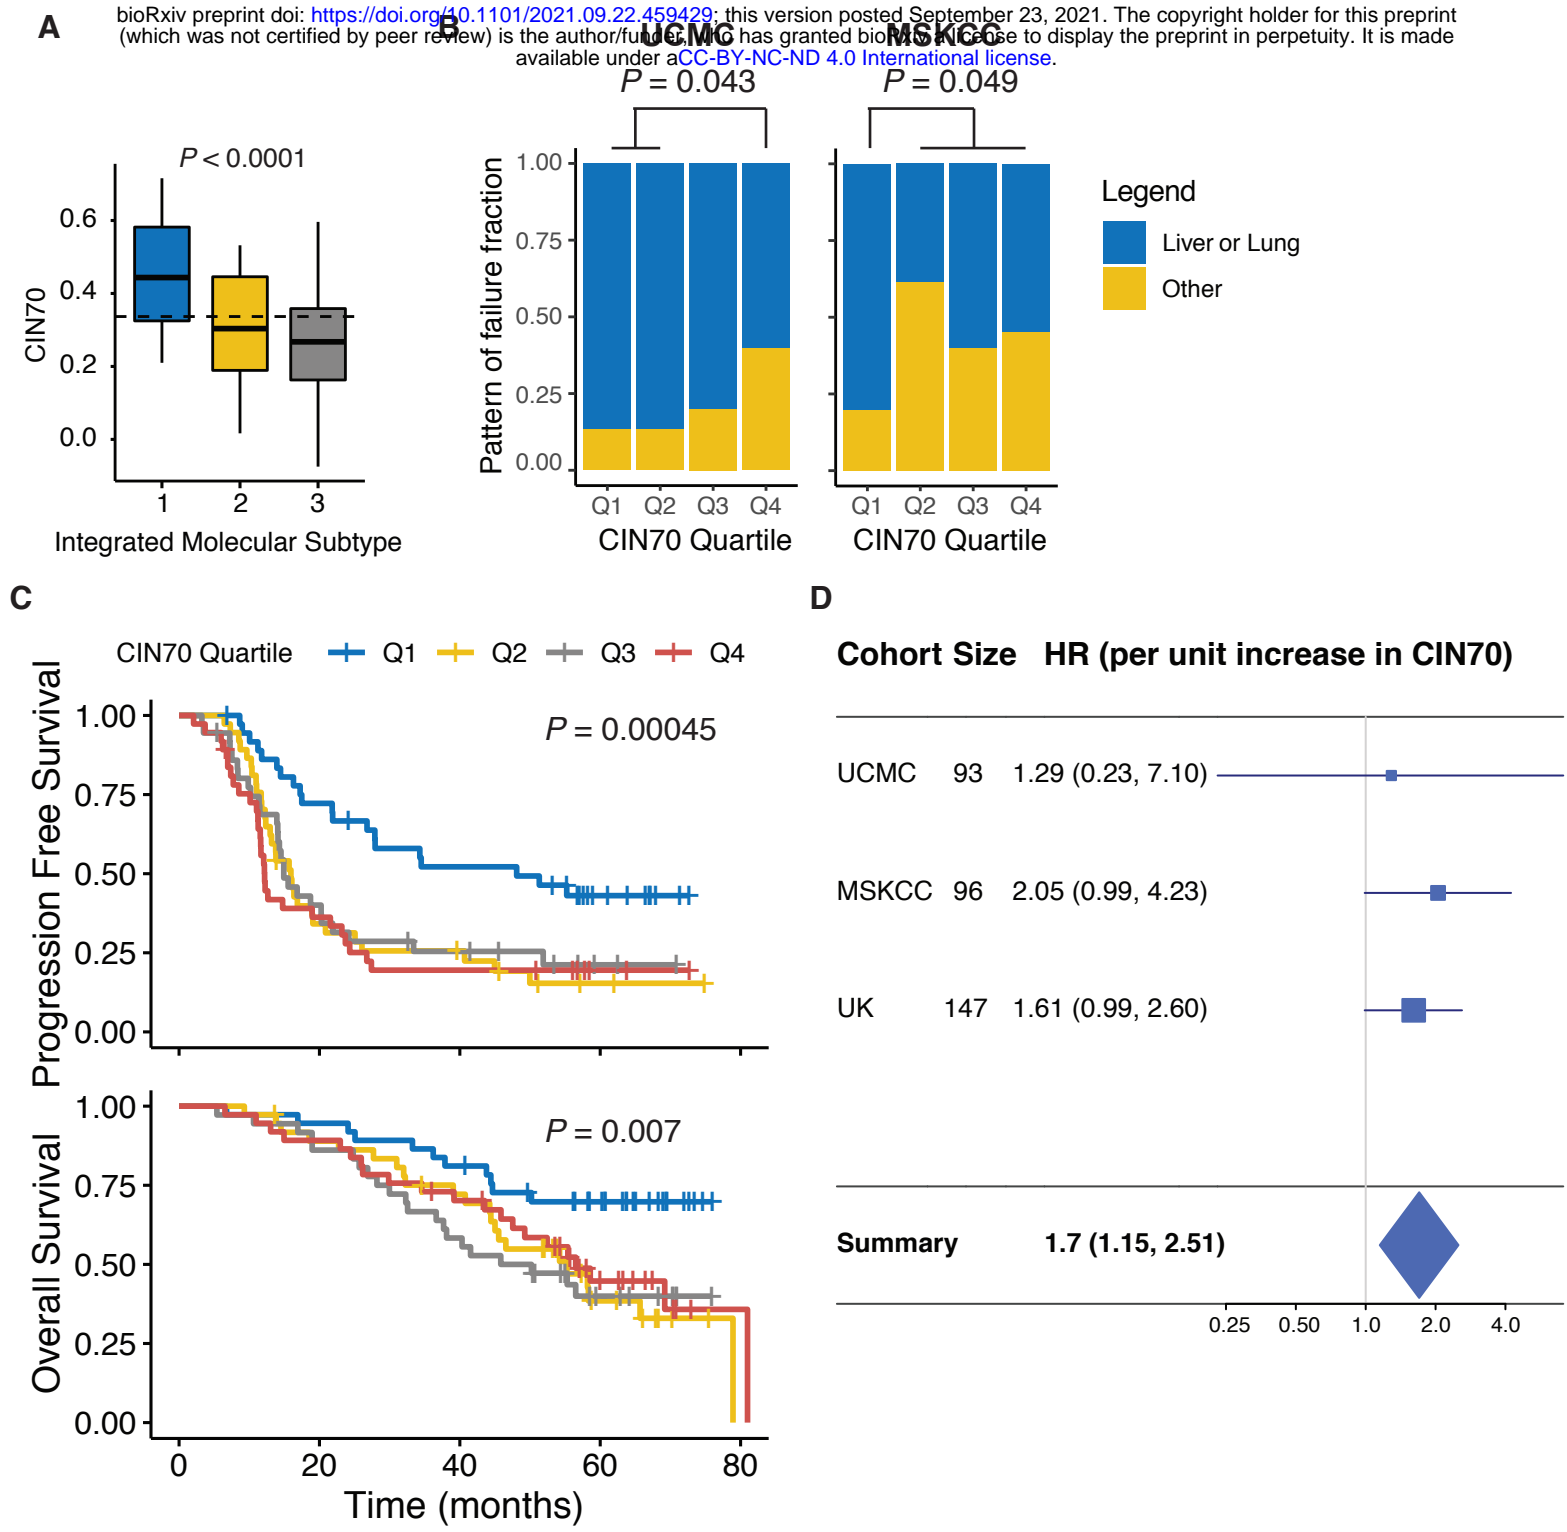 bioRxiv preprint doi: https://doi.org/10.1101/2021.09.22.459429; this version posted September 23, 2021. The copyright holder for this preprint
(which was not certified by peer review) is the author/funder, who has granted bioRxiv a license to display the preprint in perpetuity. It is made
available under aCC-BY-NC-ND 4.0 International license.
A
P < 0.0001
CIN70
0.6
0.4
0.2
0.0
1 2 3
Integrated Molecular Subtype
B
UCMC
MSKCC
P = 0.043
P = 0.049
Pattern of failure fraction
1.00
0.75
0.50
0.25
0.00
Q1 Q2 Q3 Q4
CIN70 Quartile
Q1 Q2 Q3 Q4
CIN70 Quartile
Legend
Liver or Lung
Other
C
CIN70 Quartile Q1 Q2 Q3 Q4
Progression Free Survival
P = 0.00045
1.00
0.75
0.50
0.25
0.00
Overall Survival
P = 0.007
1.00
0.75
0.50
0.25
0.00
0 20 40 60 80
Time (months)
D
Cohort Size HR (per unit increase in CIN70)
UCMC 93 1.29 (0.23, 7.10)
MSKCC 96 2.05 (0.99, 4.23)
UK 147 1.61 (0.99, 2.60)
Summary 1.7 (1.15, 2.51)
0.25 0.50 1.0 2.0 4.0